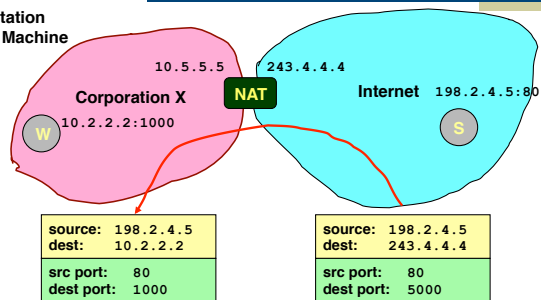 tation
Machine
10.5.5.5
243.4.4.4
Corporation X
NAT
Internet
198.2.4.5:80
W
10.2.2.2:1000
S
source: 198.2.4.5
dest: 10.2.2.2
src port: 80
dest port: 1000
source: 198.2.4.5
dest: 243.4.4.4
src port: 80
dest port: 5000